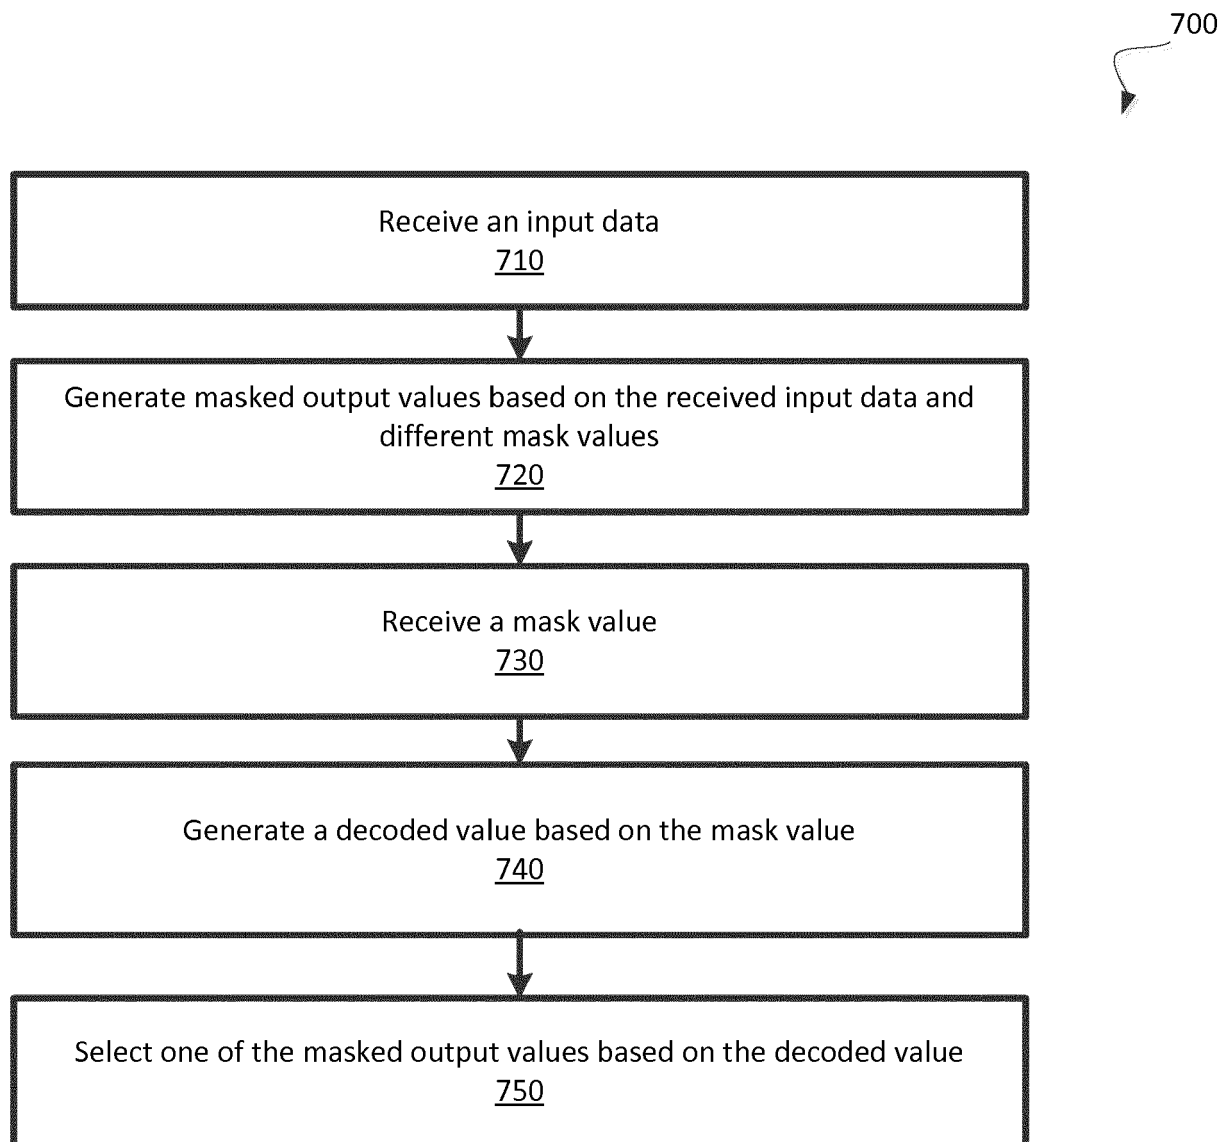 700
Receive an input data
710
Generate masked output values based on the received input data and
different mask values
720
Receive a mask value
730
Generate a decoded value based on the mask value
740
Select one of the masked output values based on the decoded value
750